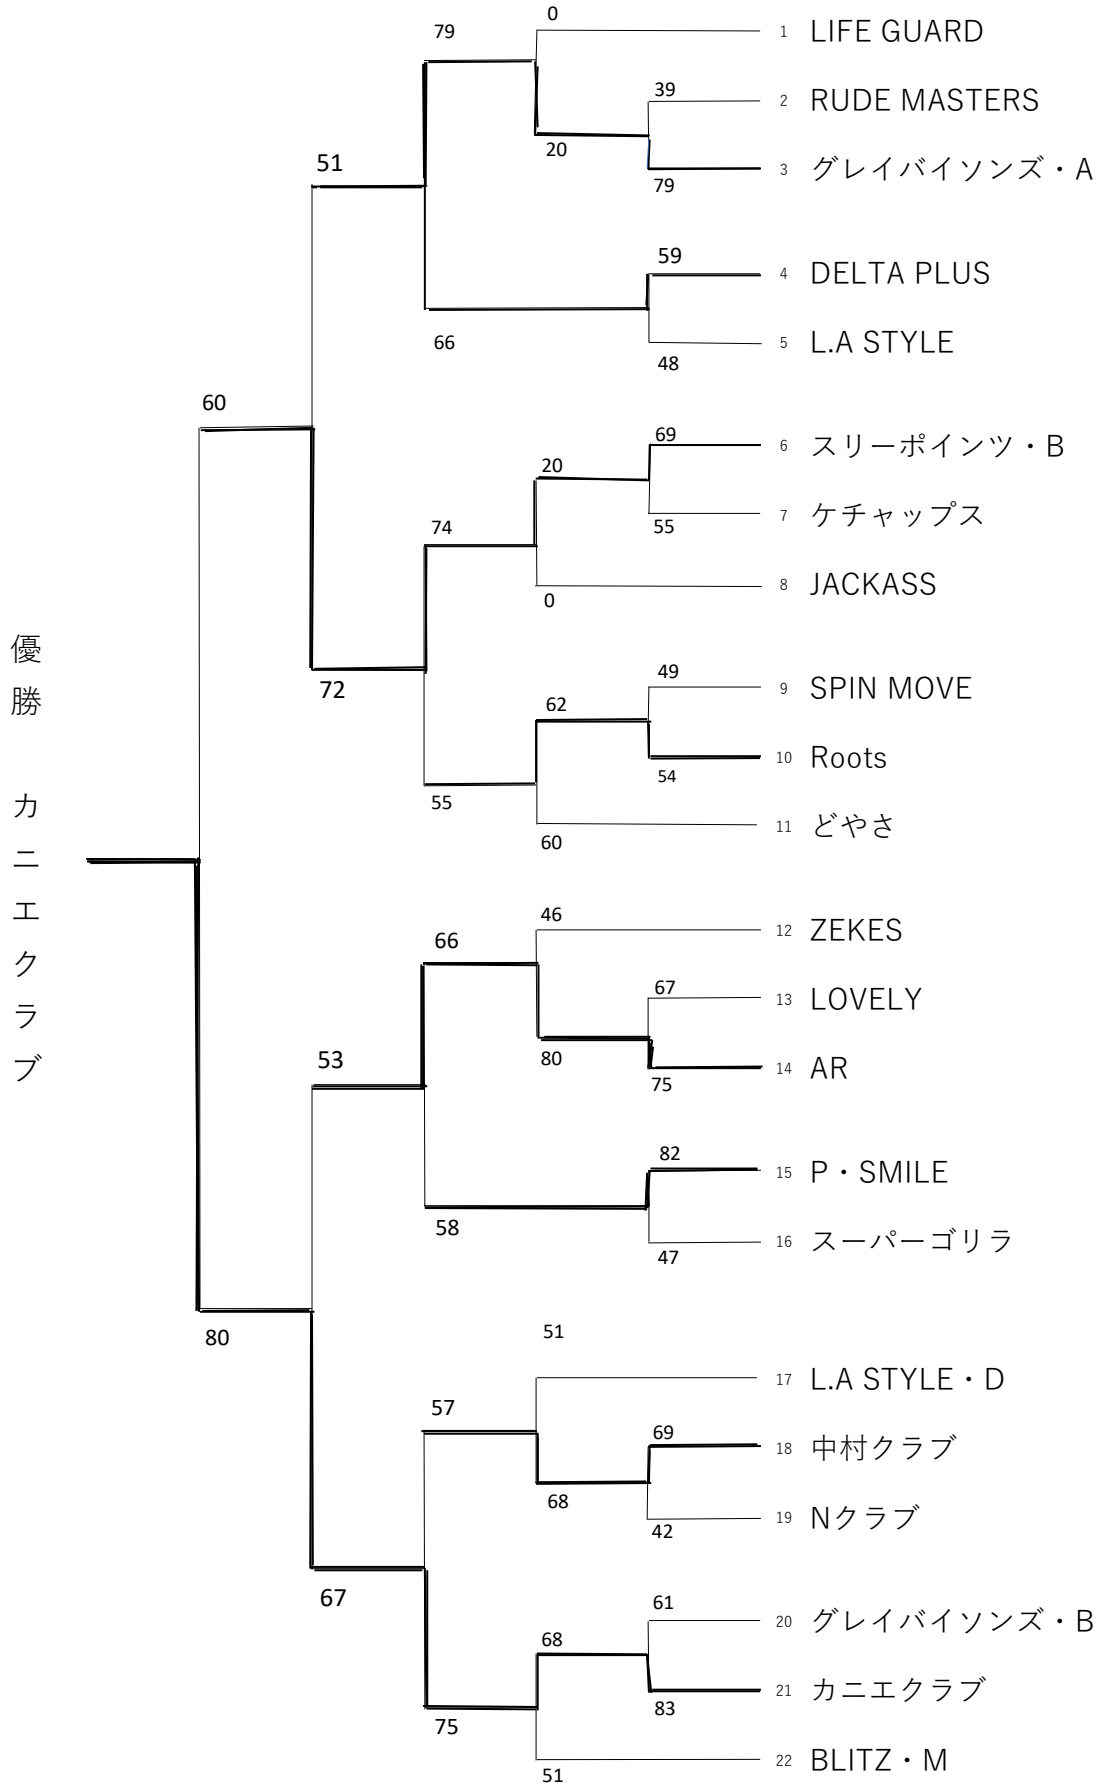 0
79
1 LIFE GUARD
39
2 RUDE MASTERS
20
51
3 グレイバイソンズ・A
79
59
4 DELTA PLUS
66
5 L.A STYLE
48
60
69
6 スリーポインツ・B
20
7 ケチャップス
74
55
8 JACKASS
0
優勝 カニエクラブ
49
72
9 SPIN MOVE
62
10 Roots
54
55
11 どやさ
60
46
12 ZEKES
66
67
13 LOVELY
53
80
14 AR
75
82
15 P・SMILE
58
16 スーパーゴリラ
47
80
51
17 L.A STYLE・D
57
69
18 中村クラブ
68
19 Nクラブ
42
67
61
20 グレイバイソンズ・B
68
21 カニエクラブ
83
75
22 BLITZ・M
51